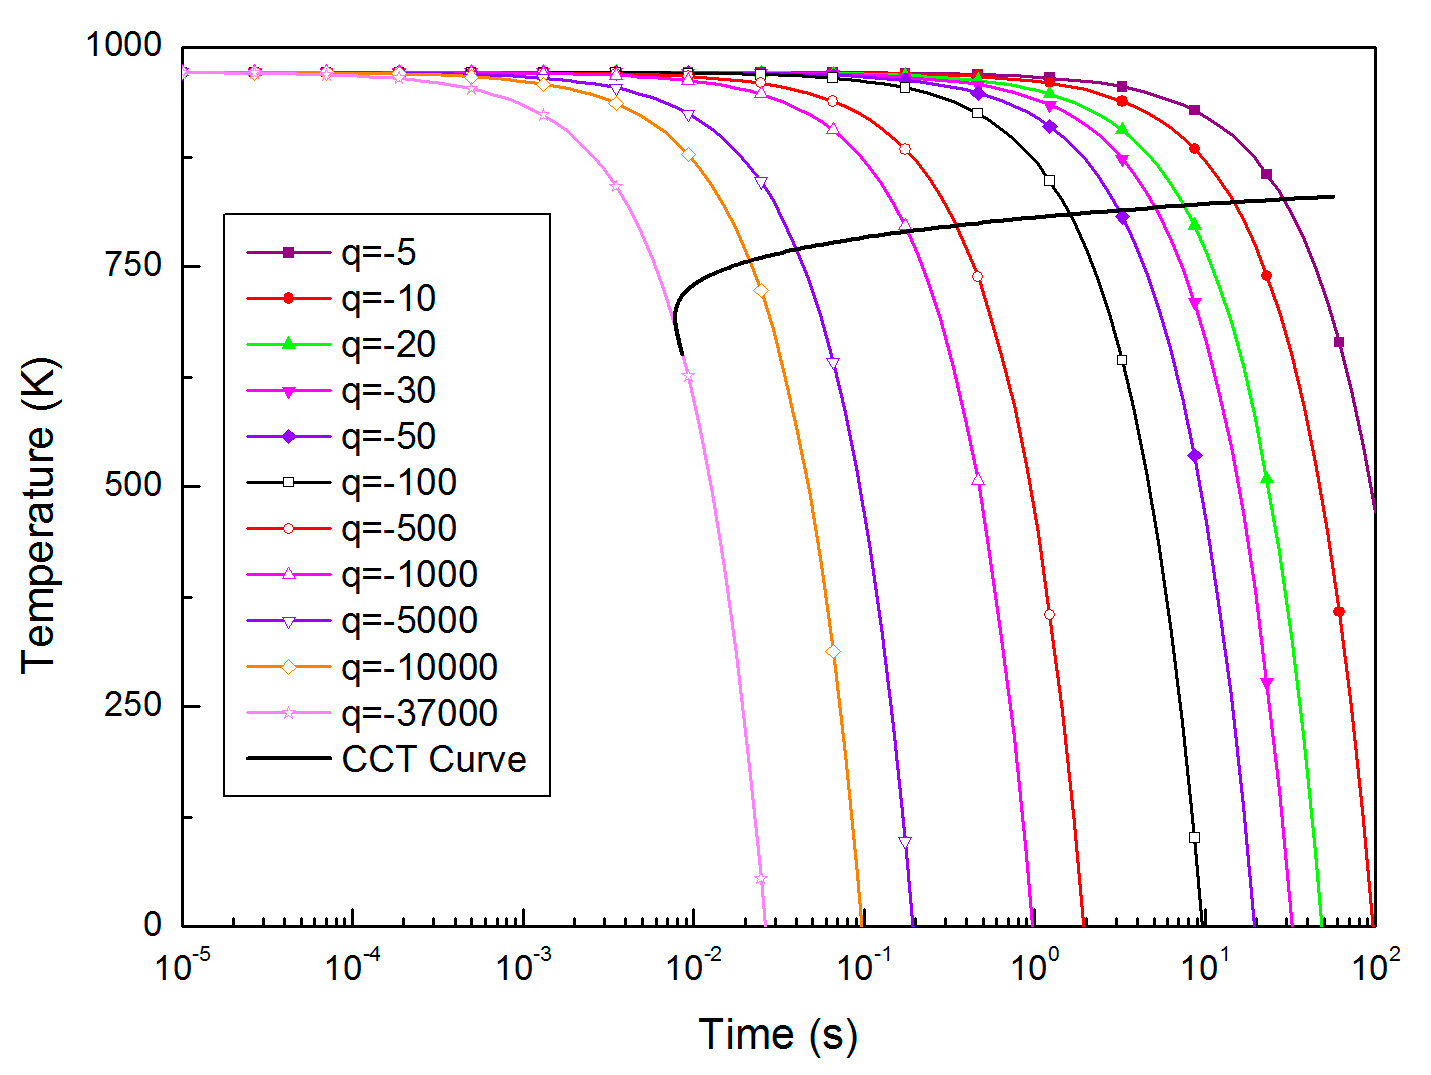 1000
750
500
250
0
Temperature (K)
q=-5
q=-10
q=-20
q=-30
q=-50
q=-100
q=-500
q=-1000
q=-5000
q=-10000
q=-37000
CCT Curve
10⁻⁵ 10⁻⁴ 10⁻³ 10⁻² 10⁻¹ 10⁰ 10¹ 10²
Time (s)